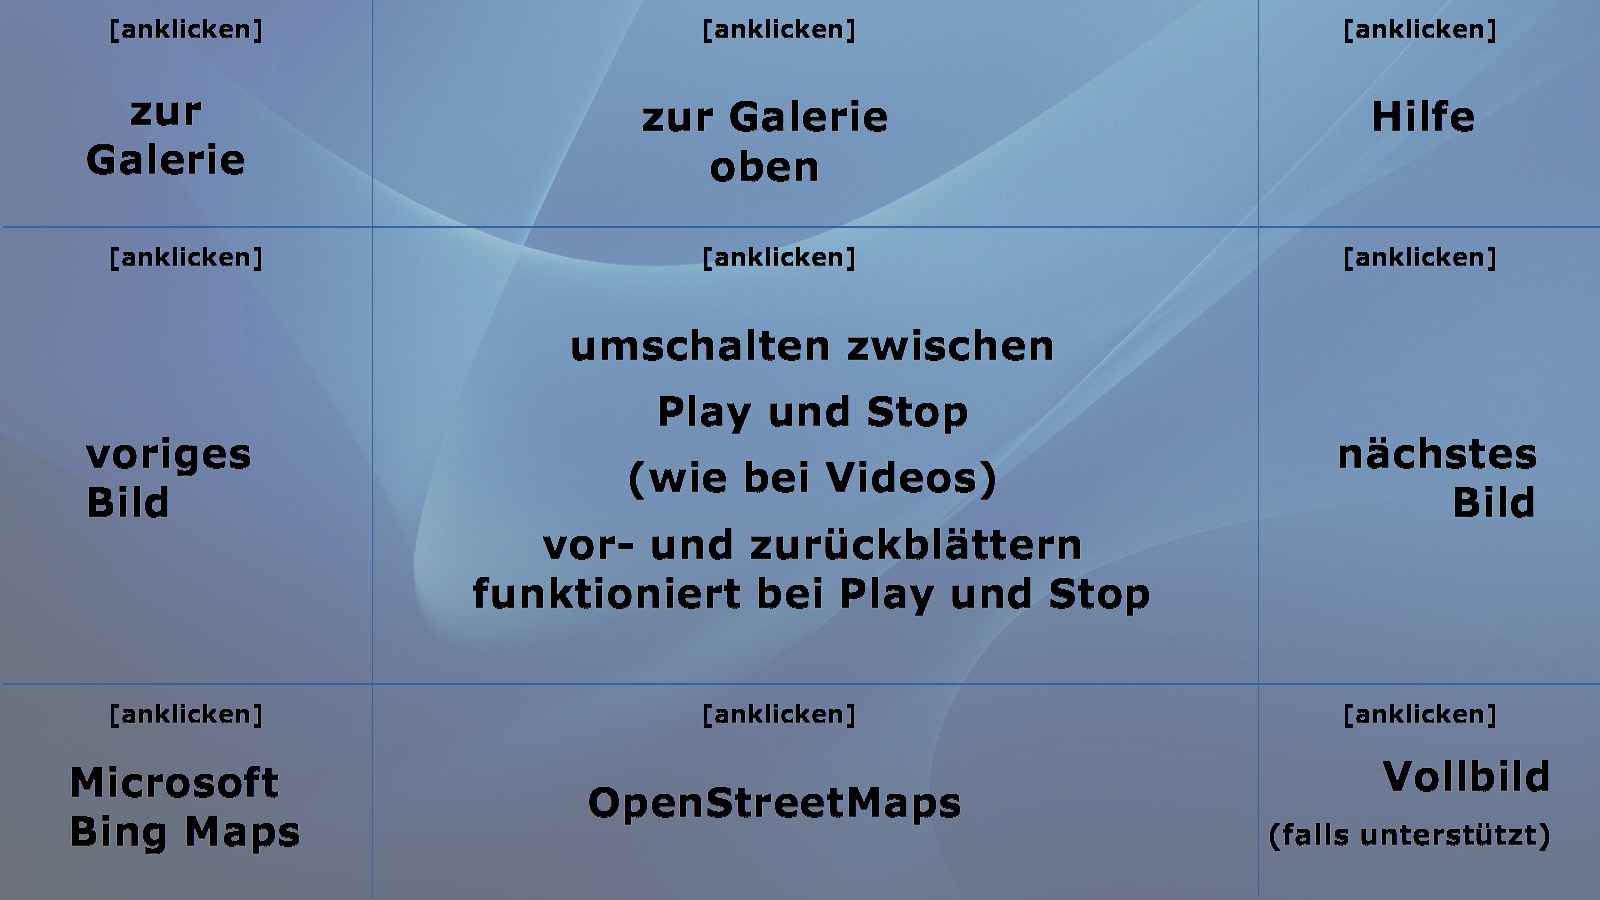 [anklicken]
zur
Galerie
[anklicken]
zur Galerie
oben
[anklicken]
Hilfe
[anklicken]
voriges
Bild
[anklicken]
umschalten zwischen
Play und Stop
(wie bei Videos)
vor- und zurückblättern
funktioniert bei Play und Stop
[anklicken]
nächstes
Bild
[anklicken]
Microsoft
Bing Maps
[anklicken]
OpenStreetMaps
[anklicken]
Vollbild
(falls unterstützt)